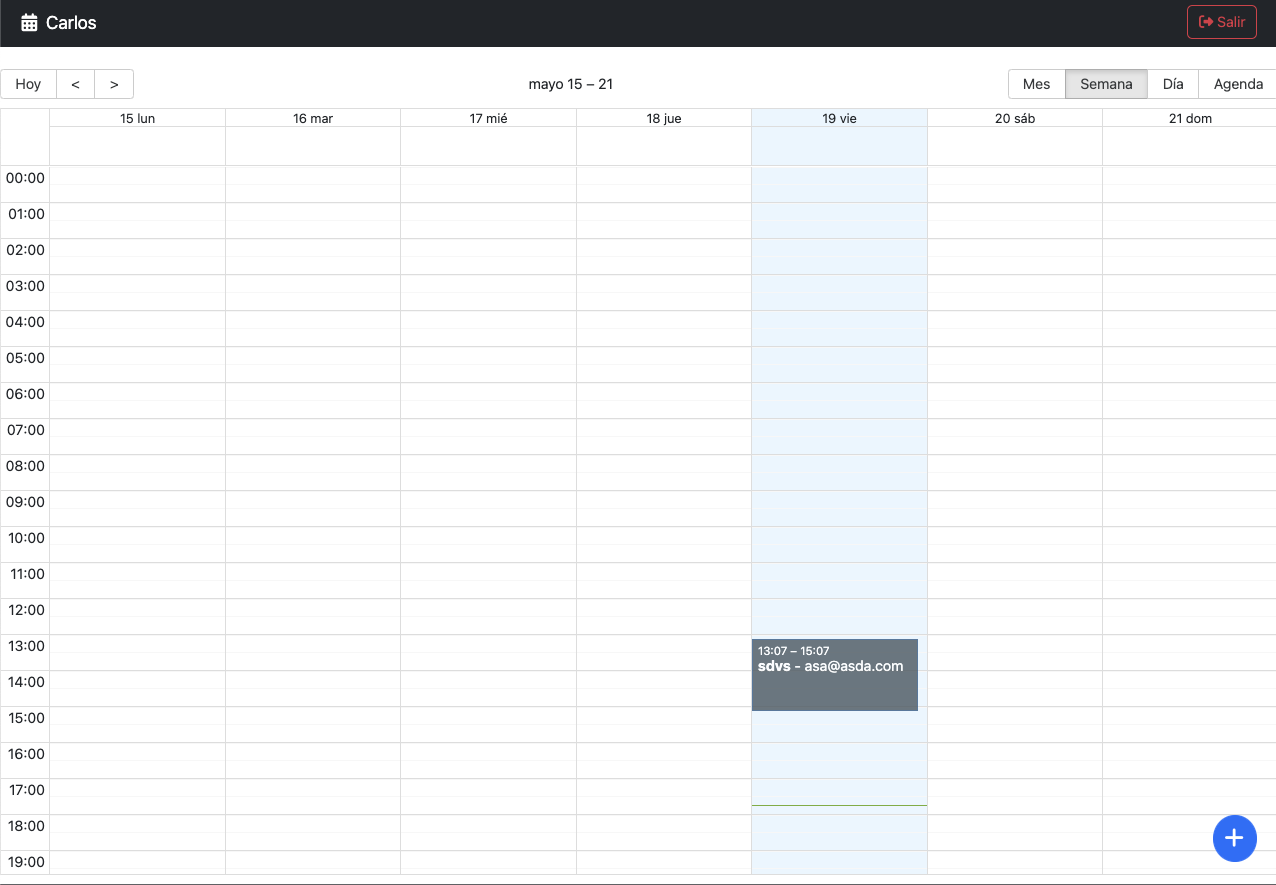 Carlos
Salir
Hoy < >
mayo 15 – 21
Mes Semana Día Agenda
15 lun 16 mar 17 mié 18 jue 19 vie 20 sáb 21 dom
00:00
01:00
02:00
03:00
04:00
05:00
06:00
07:00
08:00
09:00
10:00
11:00
12:00
13:00
13:07 – 15:07
sdvs - asa@asda.com
14:00
15:00
16:00
17:00
18:00
19:00